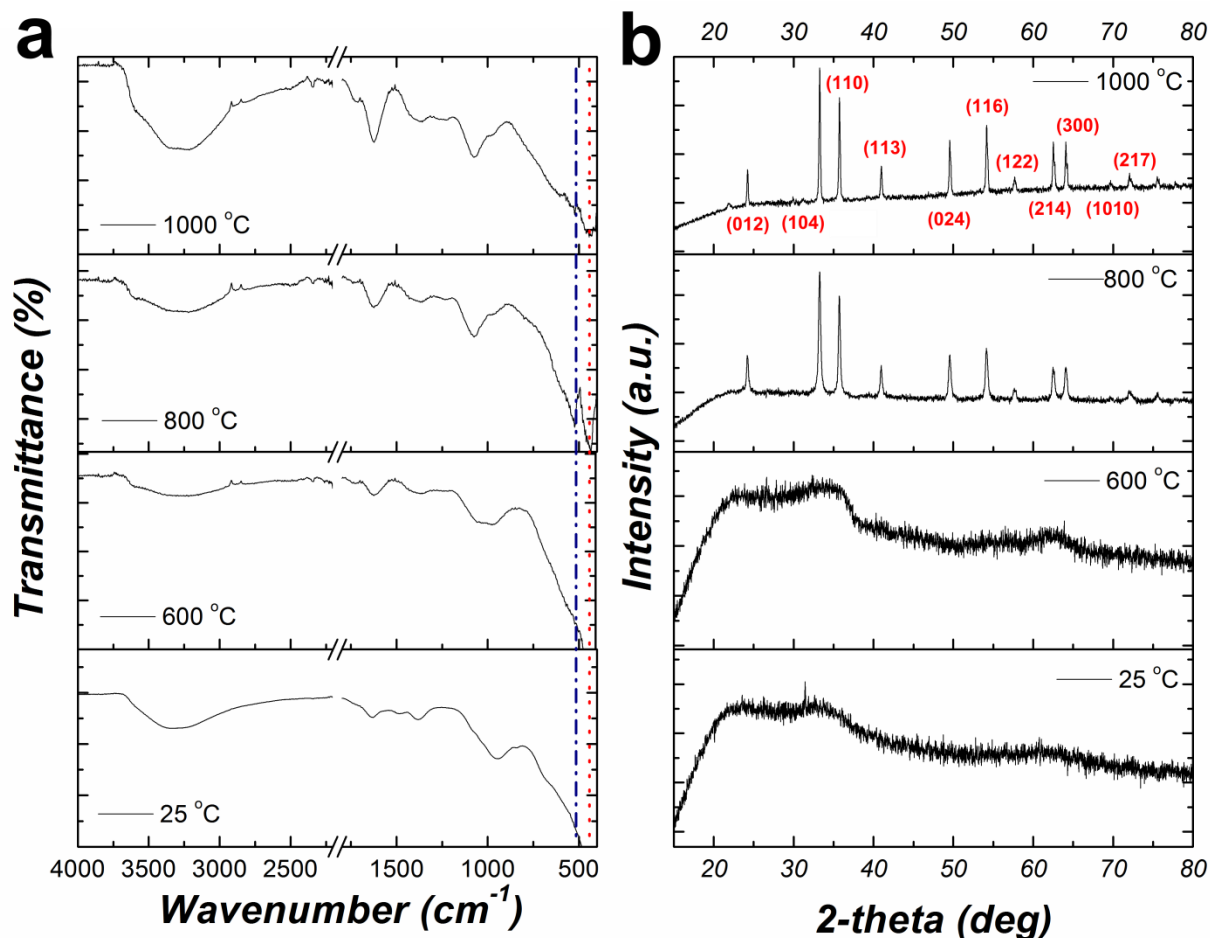 a
1000 °C
800 °C
600 °C
25 °C
4000 3500 3000 2500 1500 1000 500
Wavenumber (cm⁻¹)
Transmittance (%)
b
20 30 40 50 60 70 80
1000 °C
(110)
(116)
(300)
(113)
(122)
(217)
(012) (104) (024) (214) (1010)
800 °C
600 °C
25 °C
20 30 40 50 60 70 80
2-theta (deg)
Intensity (a.u.)